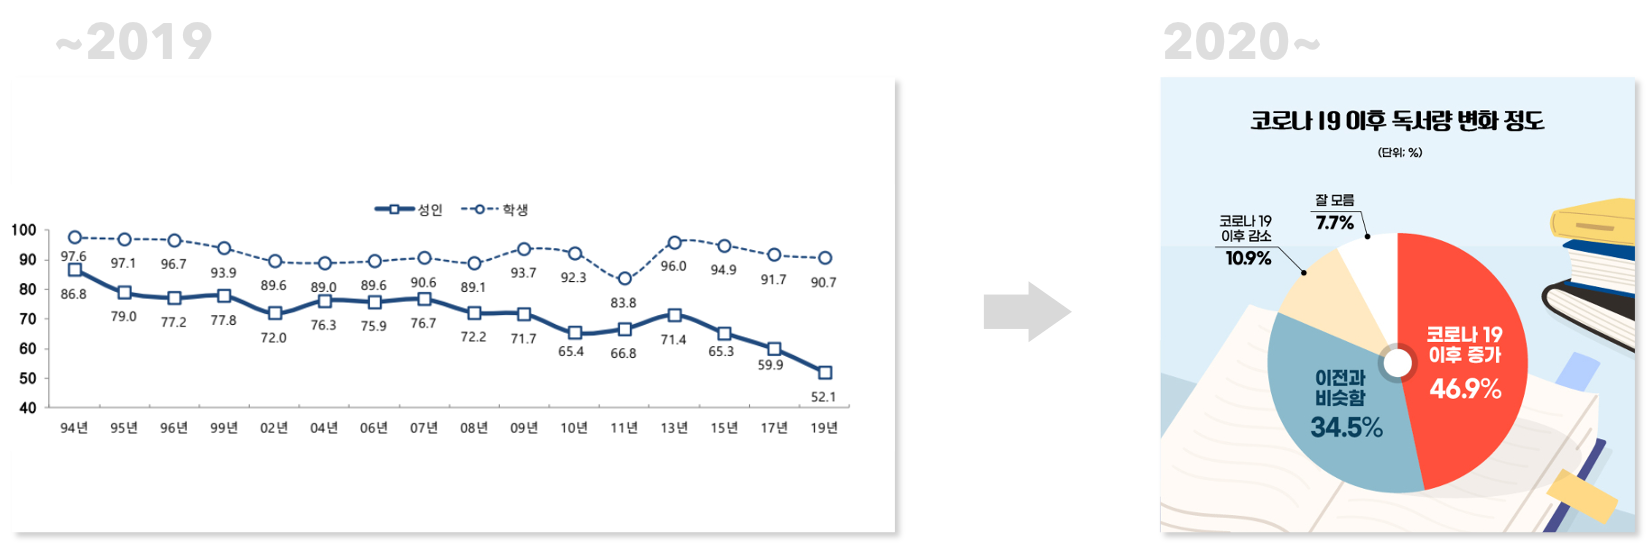 ~2019
성인 학생
100
90
80
70
60
50
40
97.6 97.1 96.7 93.9 89.6 89.0 89.6 90.6 89.1 93.7 92.3 83.8 96.0 94.9 91.7 90.7
86.8 79.0 77.2 77.8 72.0 76.3 75.9 76.7 72.2 71.7 65.4 66.8 71.4 65.3 59.9 52.1
94년 95년 96년 99년 02년 04년 06년 07년 08년 09년 10년 11년 13년 15년 17년 19년
2020~
코로나 19 이후 독서량 변화 정도
(단위; %)
잘 모름
7.7%
코로나 19
이후 감소
10.9%
코로나 19
이후 증가
46.9%
이전과
비슷함
34.5%